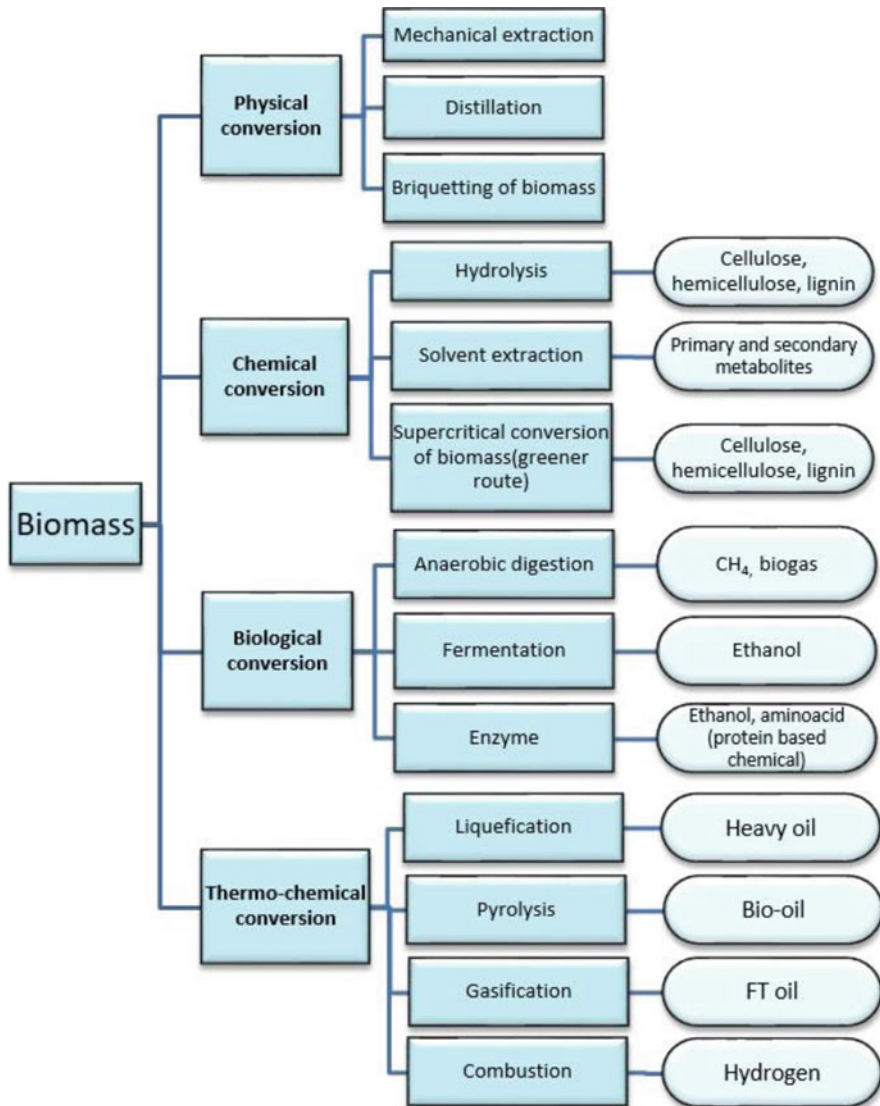 Mechanical extraction
Physical
conversion
Distillation
Briquetting of biomass
Hydrolysis
Cellulose,
hemicellulose, lignin
Chemical
conversion
Solvent extraction
Primary and secondary
metabolites
Supercritical conversion
of biomass(greener
route)
Cellulose,
hemicellulose, lignin
Biomass
Anaerobic digestion
CH₄, biogas
Biological
conversion
Fermentation
Ethanol
Enzyme
Ethanol, aminoacid
(protein based
chemical)
Liquefication
Heavy oil
Thermo-chemical
conversion
Pyrolysis
Bio-oil
Gasification
FT oil
Combustion
Hydrogen